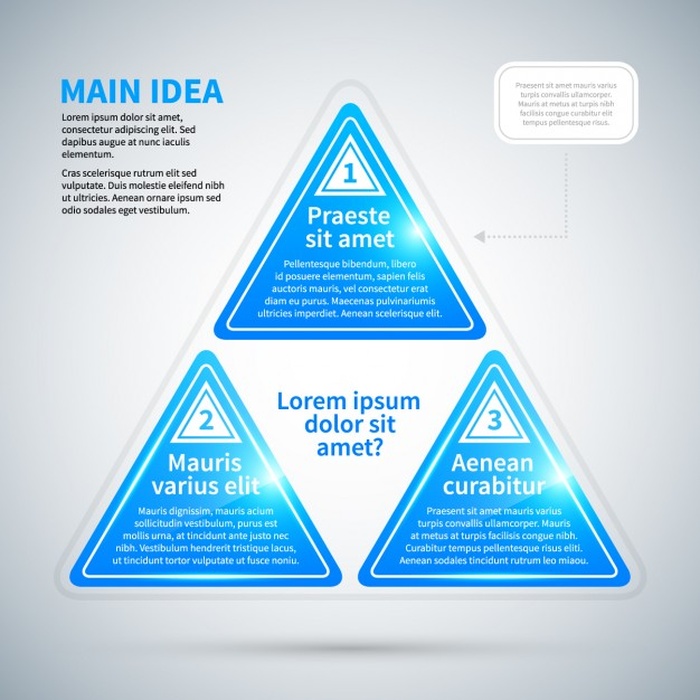 MAIN IDEA
Lorem ipsum dolor sit amet,
consectetur adipiscing elit. Sed
dapibus augue at nunc iaculis
elementum.
Cras scelerisque rutrum elit sed
vulputate. Duis molestie eleifend nibh
ut ultricies. Aenean ornare ipsum sed
odio sodales eget vestibulum.
Praesent sit amet mauris varius
turpis convallis ullamcorper.
Mauris at metus at turpis nibh
facilisis congue curabitur elit
tempus pellentesque risus.
1
Praeste
sit amet
Pellentesque bibendum, libero
id posuere elementum, sapien felis
auctoris mauris, vel consectetur erat
diam eu purus. Maecenas pulvinariumis
ultricies imperdiet. Aenean scelerisque elit.
Lorem ipsum
dolor sit
amet?
2
Mauris
varius elit
Mauris dignissim, mauris acium
sollicitudin vestibulum, purus est
mollis urna, at tincidunt ante justo nec
nibh. Vestibulum hendrerit tristique lacus,
ut tincidunt tortor vulputate ut fusce noniu.
3
Aenean
curabitur
Praesent sit amet mauris varius
turpis convallis ullamcorper. Mauris
at metus at turpis facilisis convalli nibh.
Curabitur tempus pellentesque risus eliti.
Aenean sodales tincidunt rutrum leo miaou.